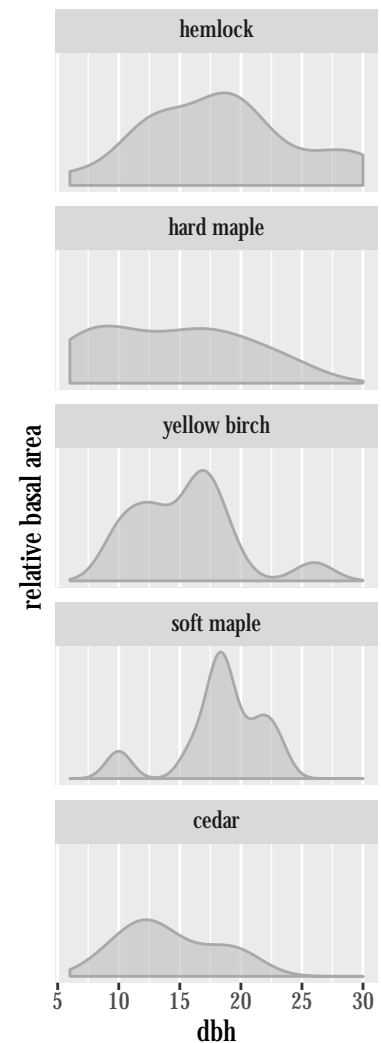 hemlock
hard maple
yellow birch
relative basal area
soft maple
cedar
5 10 15 20 25 30
dbh